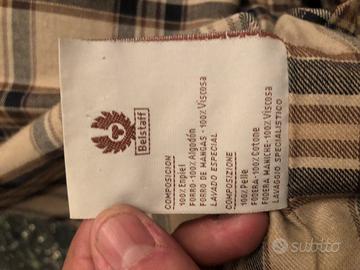 Belstaff
COMPOSICION
100%Enpiel
FORRO-100%Algodón
FORRO DE MANGAS-100%Viscosa
LAVADO ESPECIAL
COMPOSIZIONE
100%Pelle
FODERA-100%Cotone
FODERA MANICHE-100%Viscosa
LAVAGGIO SPECIALISTICO
subito